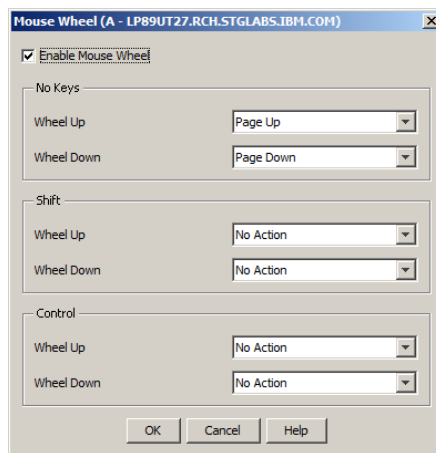 Mouse Wheel (A - LP89UT27.RCH.STGLABS.IBM.COM)
Enable Mouse Wheel
No Keys
Wheel Up Page Up
Wheel Down Page Down
Shift
Wheel Up No Action
Wheel Down No Action
Control
Wheel Up No Action
Wheel Down No Action
OK Cancel Help